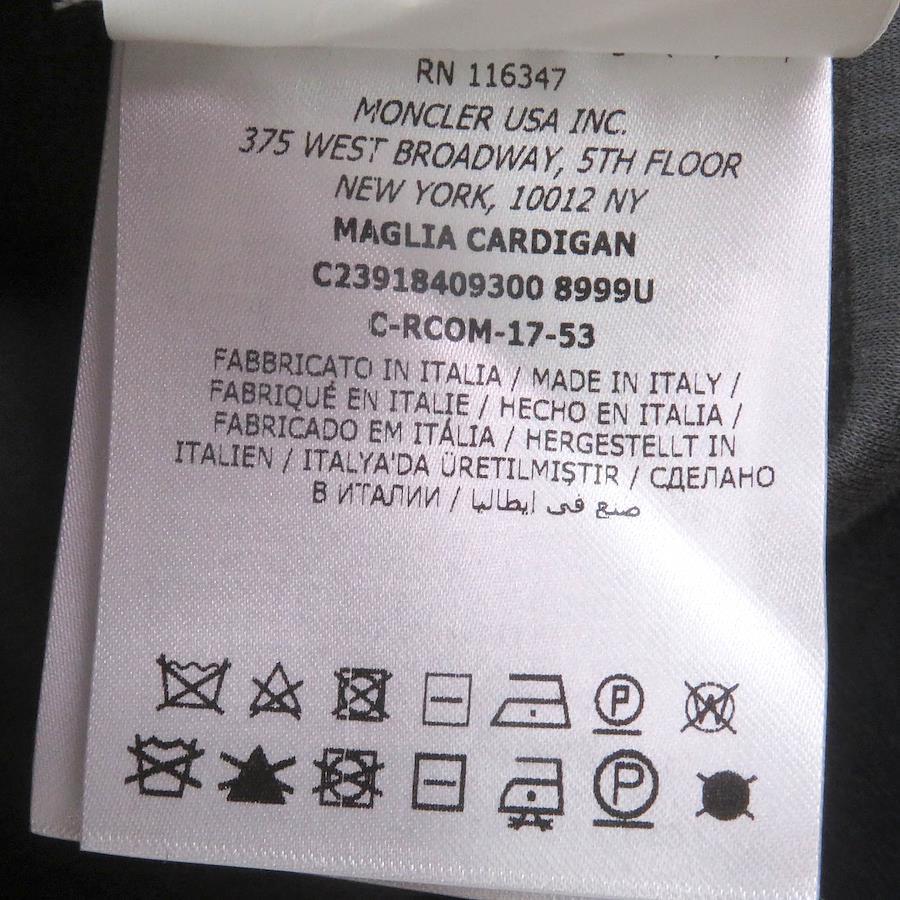 RN 116347
MONCLER USA INC.
375 WEST BROADWAY, 5TH FLOOR
NEW YORK, 10012 NY
MAGLIA CARDIGAN
C23918409300 8999U
C-RCOM-17-53
FABBRICATO IN ITALIA / MADE IN ITALY /
FABRIQUÉ EN ITALIE / HECHO EN ITALIA /
FABRICADO EM ITÁLIA / HERGESTELLT IN
ITALIEN / ITALYA'DA ÜRETILMIŞTIR / СДЕЛАНО
В ИТАЛИИ / صنع في إيطاليا
P W
P